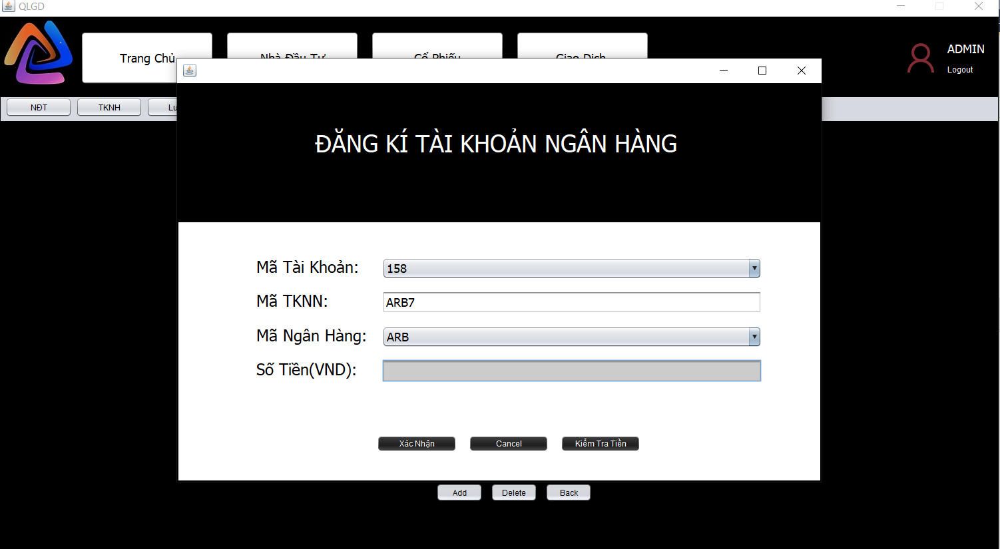 QLGD
Trang Chủ
Nhà Đầu Tư
Cổ Phiếu
Giao Dịch
ADMIN
Logout
NĐT
TKNH
Lu
ĐĂNG KÍ TÀI KHOẢN NGÂN HÀNG
Mã Tài Khoản:
158
Mã TKNN:
ARB7
Mã Ngân Hàng:
ARB
Số Tiền(VND):
Xác Nhận
Cancel
Kiểm Tra Tiền
Add
Delete
Back